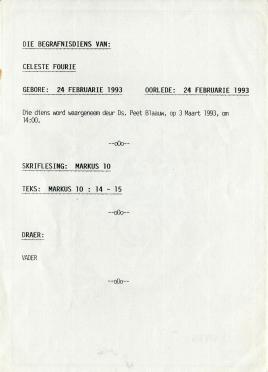 DIE BEGRAFNISDIENS VAN:
CELESTE FOURIE
GEBORE: 24 FEBRUARIE 1993 OORLEDE: 24 FEBRUARIE 1993
Die diens word waargeneem deur Ds. Peet Blaauw, op 3 Maart 1993, om
14:00.
--oOo--
SKRIFLESING: MARKUS 10
TEKS: MARKUS 10 : 14 - 15
--oOo--
DRAER:
VADER
--oOo--